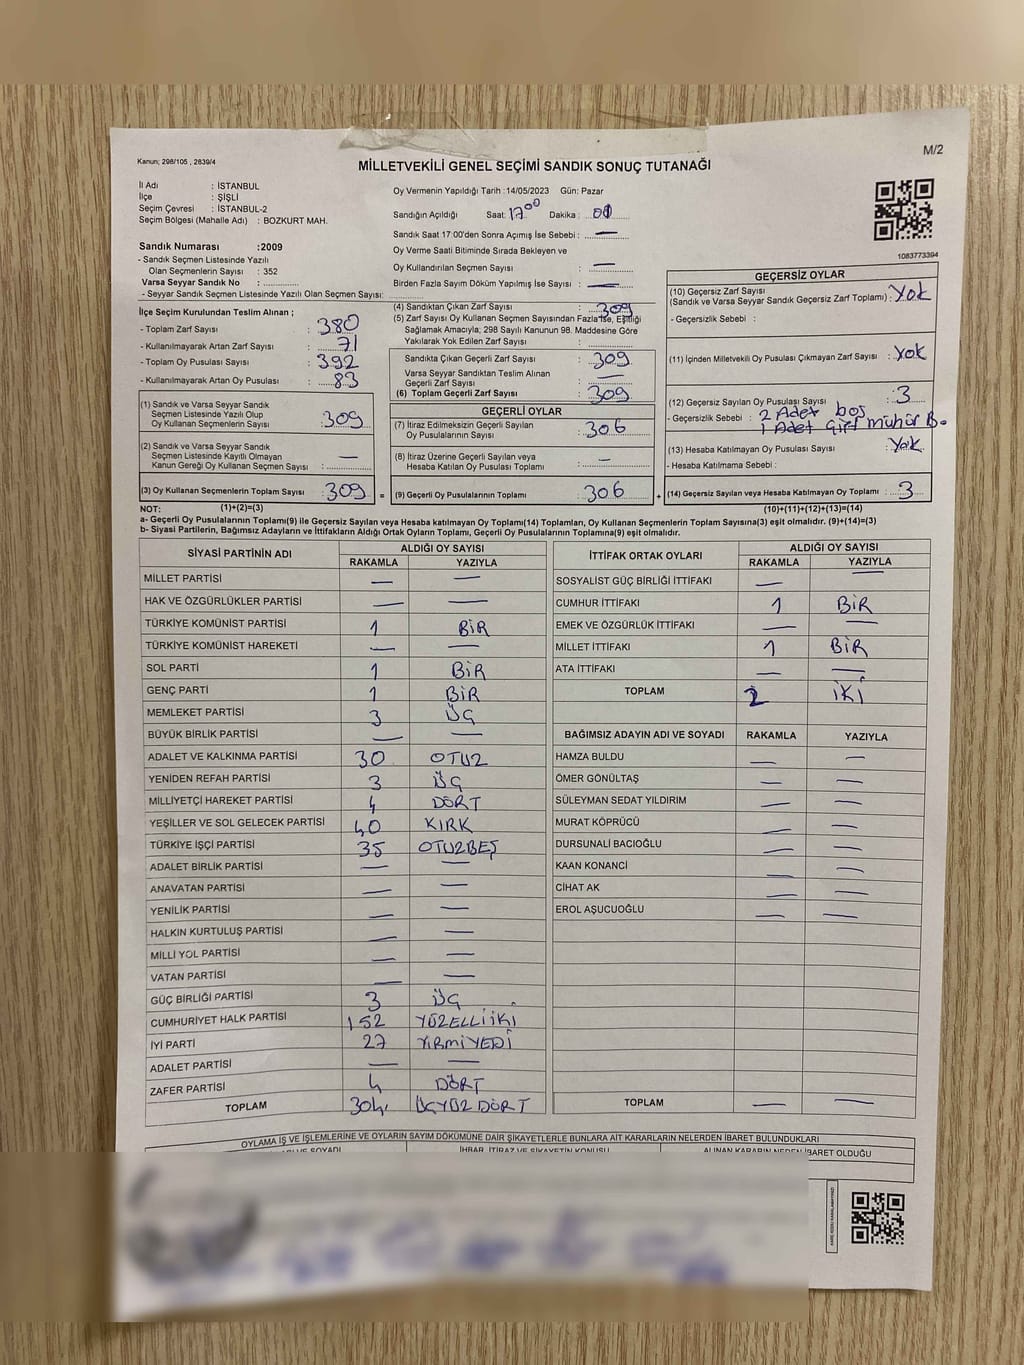 Kanun; 298/105 , 2839/4
M/2
MİLLETVEKİLİ GENEL SEÇİMİ SANDIK SONUÇ TUTANAĞI
İl Adı : İSTANBUL
İlçe : ŞİŞLİ
Seçim Çevresi : İSTANBUL-2
Seçim Bölgesi (Mahalle Adı) : BOZKURT MAH.
Sandık Numarası :2009
- Sandık Seçmen Listesinde Yazılı
Olan Seçmenlerin Sayısı : 352
Varsa Seyyar Sandık No :
- Seyyar Sandık Seçmen Listesinde Yazılı Olan Seçmen Sayısı:
Oy Vermenin Yapıldığı Tarih :14/05/2023 Gün: Pazar
Sandığın Açıldığı Saat: 17⁰⁰ Dakika : 00
Sandık Saat 17:00'den Sonra Açımış İse Sebebi : —
Oy Verme Saati Bitiminde Sırada Bekleyen ve
Oy Kullandırılan Seçmen Sayısı : —
Birden Fazla Sayım Döküm Yapılmış İse Sayısı : —
1083773394
İlçe Seçim Kurulundan Teslim Alınan ;
- Toplam Zarf Sayısı : 380
- Kullanılmayarak Artan Zarf Sayısı : 71
- Toplam Oy Pusulası Sayısı : 392
- Kullanılmayarak Artan Oy Pusulası : 83
(1) Sandık ve Varsa Seyyar Sandık
Seçmen Listesinde Yazılı Olup
Oy Kullanan Seçmenlerin Sayısı : 309
(2) Sandık ve Varsa Seyyar Sandık
Seçmen Listesinde Kayıtlı Olmayan
Kanun Gereği Oy Kullanan Seçmen Sayısı : —
(3) Oy Kullanan Seçmenlerin Toplam Sayısı : 309 =
(4) Sandıktan Çıkan Zarf Sayısı : 309
(5) Zarf Sayısı Oy Kullanan Seçmen Sayısından Fazla İse, Eşitliği
Sağlamak Amacıyla; 298 Sayılı Kanunun 98. Maddesine Göre
Yakılarak Yok Edilen Zarf Sayısı :
Sandıkta Çıkan Geçerli Zarf Sayısı : 309
Varsa Seyyar Sandıktan Teslim Alınan
Geçerli Zarf Sayısı : —
(6) Toplam Geçerli Zarf Sayısı : 309
GEÇERLİ OYLAR
(7) İtiraz Edilmeksizin Geçerli Sayılan
Oy Pusulalarının Sayısı : 306
(8) İtiraz Üzerine Geçerli Sayılan veya
Hesaba Katılan Oy Pusulası Toplamı : —
(9) Geçerli Oy Pusulalarının Toplamı : 306 +
GEÇERSİZ OYLAR
(10) Geçersiz Zarf Sayısı
(Sandık ve Varsa Seyyar Sandık Geçersiz Zarf Toplamı) : Yok
- Geçersizlik Sebebi :
(11) İçinden Milletvekili Oy Pusulası Çıkmayan Zarf Sayısı : Yok
(12) Geçersiz Sayılan Oy Pusulası Sayısı : 3
- Geçersizlik Sebebi : 2 Adet boş
1 Adet mühür B.
(13) Hesaba Katılmayan Oy Pusulası Sayısı : Yok
- Hesaba Katılmama Sebebi :
(14) Geçersiz Sayılan veya Hesaba Katılmayan Oy Toplamı : 3
NOT: (1)+(2)=(3) (10)+(11)+(12)+(13)=(14)
a- Geçerli Oy Pusulalarının Toplamı(9) ile Geçersiz Sayılan veya Hesaba katılmayan Oy Toplamı(14) Toplamları, Oy Kullanan Seçmenlerin Toplam Sayısına(3) eşit olmalıdır. (9)+(14)=(3)
b- Siyasi Partilerin, Bağımsız Adayların ve İttifakların Aldığı Ortak Oyların Toplamı, Geçerli Oy Pusulalarının Toplamına(9) eşit olmalıdır.
SİYASİ PARTİNİN ADI ALDIĞI OY SAYISI
RAKAMLA YAZIYLA
MİLLET PARTİSİ — —
HAK VE ÖZGÜRLÜKLER PARTİSİ — —
TÜRKİYE KOMÜNİST PARTİSİ 1 BİR
TÜRKİYE KOMÜNİST HAREKETİ — —
SOL PARTİ 1 BİR
GENÇ PARTİ 1 BİR
MEMLEKET PARTİSİ 3 ÜÇ
BÜYÜK BİRLİK PARTİSİ — —
ADALET VE KALKINMA PARTİSİ 30 OTUZ
YENİDEN REFAH PARTİSİ 3 ÜÇ
MİLLİYETÇİ HAREKET PARTİSİ 4 DÖRT
YEŞİLLER VE SOL GELECEK PARTİSİ 40 KIRK
TÜRKİYE İŞÇİ PARTİSİ 35 OTUZBEŞ
ADALET BİRLİK PARTİSİ — —
ANAVATAN PARTİSİ — —
YENİLİK PARTİSİ — —
HALKIN KURTULUŞ PARTİSİ — —
MİLLİ YOL PARTİSİ — —
VATAN PARTİSİ — —
GÜÇ BİRLİĞİ PARTİSİ 3 ÜÇ
CUMHURİYET HALK PARTİSİ 152 YÜZELLİİKİ
İYİ PARTİ 27 YİRMİYEDİ
ADALET PARTİSİ — —
ZAFER PARTİSİ 4 DÖRT
TOPLAM 304 ÜÇYÜZ DÖRT
İTTİFAK ORTAK OYLARI ALDIĞI OY SAYISI
RAKAMLA YAZIYLA
SOSYALİST GÜÇ BİRLİĞİ İTTİFAKI — —
CUMHUR İTTİFAKI 1 BİR
EMEK VE ÖZGÜRLÜK İTTİFAKI — —
MİLLET İTTİFAKI 1 BİR
ATA İTTİFAKI — —
TOPLAM 2 İKİ
BAĞIMSIZ ADAYIN ADI VE SOYADI RAKAMLA YAZIYLA
HAMZA BULDU — —
ÖMER GÖNÜLTAŞ — —
SÜLEYMAN SEDAT YILDIRIM — —
MURAT KÖPRÜCÜ — —
DURSUNALİ BACIOĞLU — —
KAAN KONANCİ — —
CİHAT AK — —
EROL AŞUCUOĞLU — —
TOPLAM — —
OYLAMA İŞ VE İŞLEMLERİNE VE OYLARIN SAYIM DÖKÜMÜNE DAİR ŞİKAYETLERLE BUNLARA AİT KARARLARIN NELERDEN İBARET BULUNDUKLARI
VE SOYADI İHBAR, İTİRAZ VE ŞİKAYETİN KONUSU ALINAN KARARIN NEDEN İBARET OLDUĞU